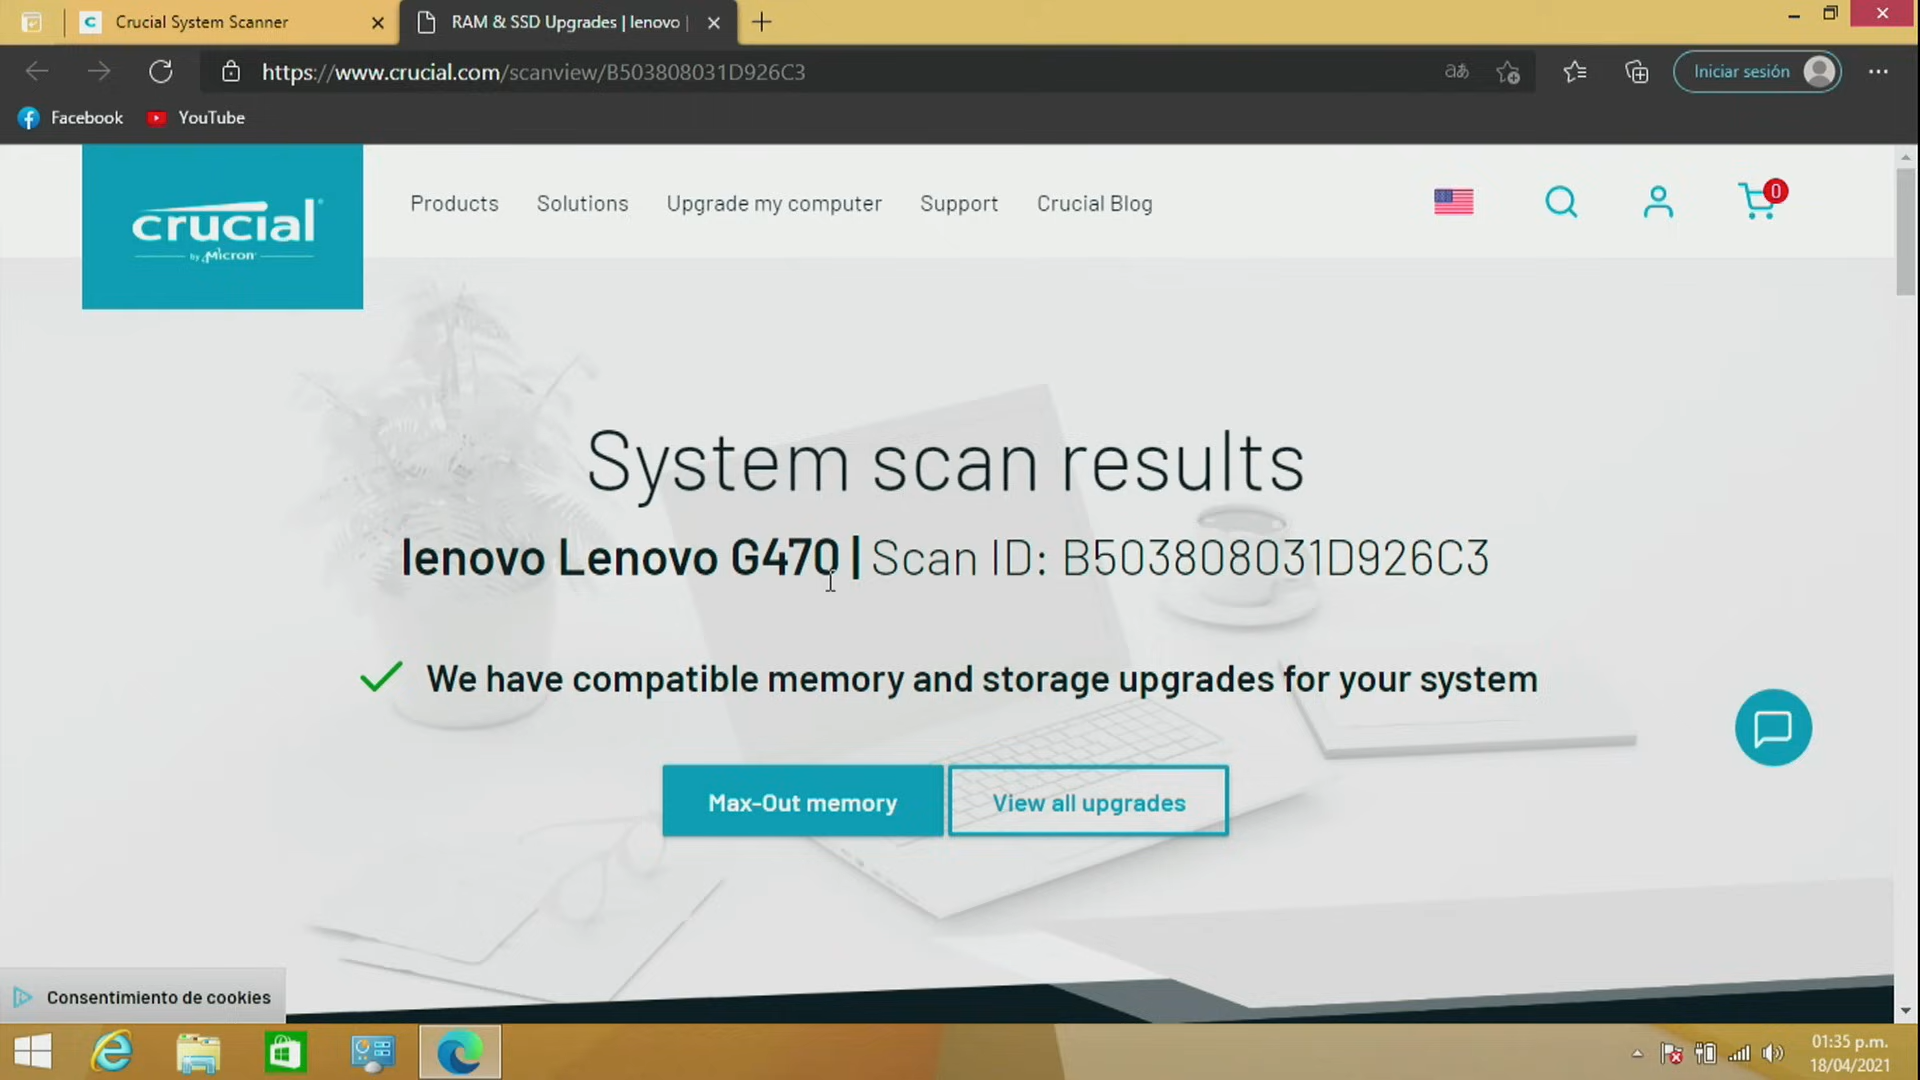 Crucial System Scanner
RAM & SSD Upgrades | lenovo |
https://www.crucial.com/scanview/B503808031D926C3
aあ
Iniciar sesión
Facebook
YouTube
crucial
by Micron
Products
Solutions
Upgrade my computer
Support
Crucial Blog
0
System scan results
lenovo Lenovo G470 | Scan ID: B503808031D926C3
We have compatible memory and storage upgrades for your system
Max-Out memory
View all upgrades
Consentimiento de cookies
01:35 p.m.
18/04/2021